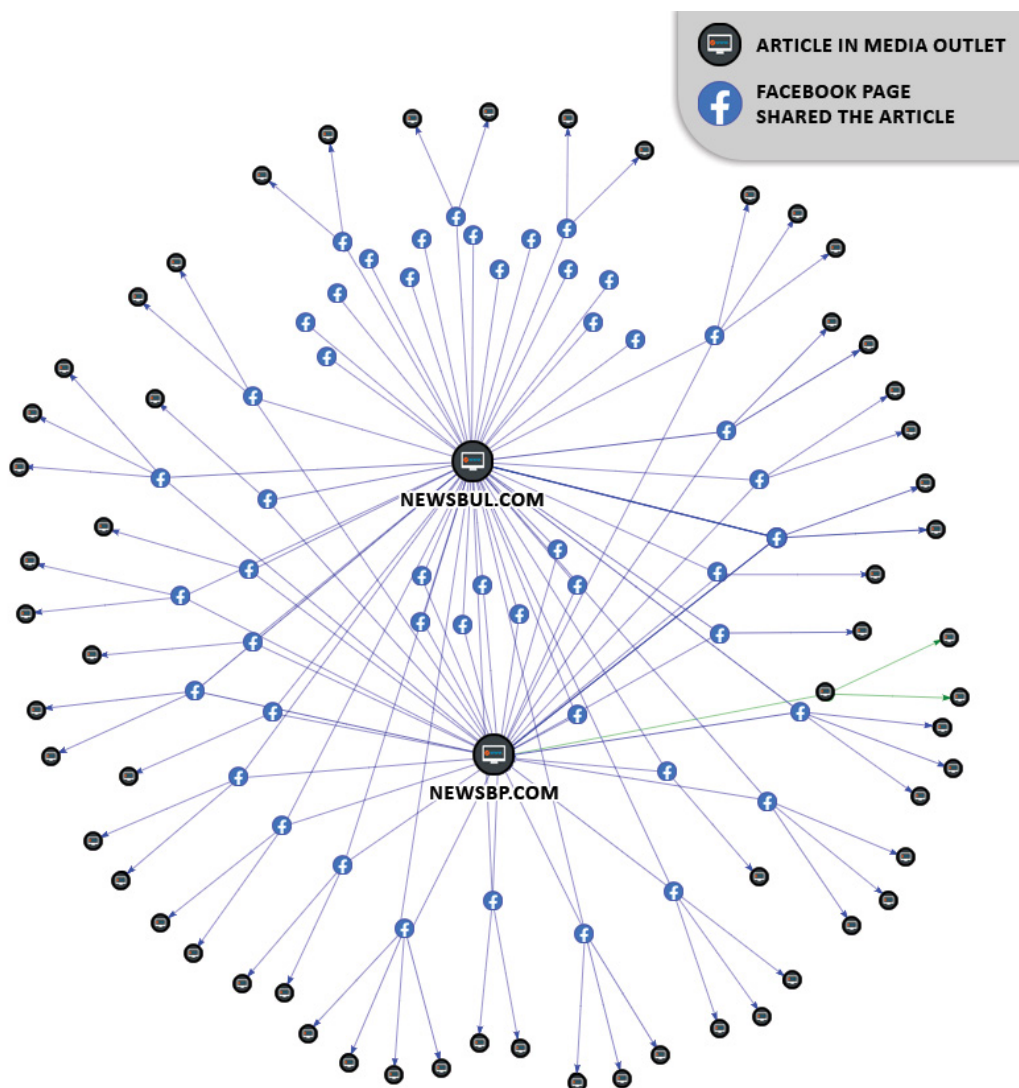 ARTICLE IN MEDIA OUTLET
FACEBOOK PAGE
SHARED THE ARTICLE
NEWSBUL.COM
NEWSBP.COM